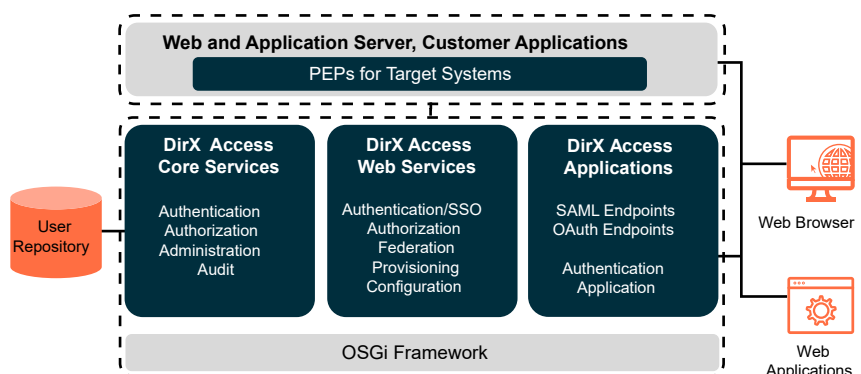 Web and Application Server, Customer Applications
PEPs for Target Systems
DirX Access
Core Services
Authentication
Authorization
Administration
Audit
DirX Access
Web Services
Authentication/SSO
Authorization
Federation
Provisioning
Configuration
DirX Access
Applications
SAML Endpoints
OAuth Endpoints
Authentication
Application
User
Repository
Web Browser
Web
Applications
OSGi Framework